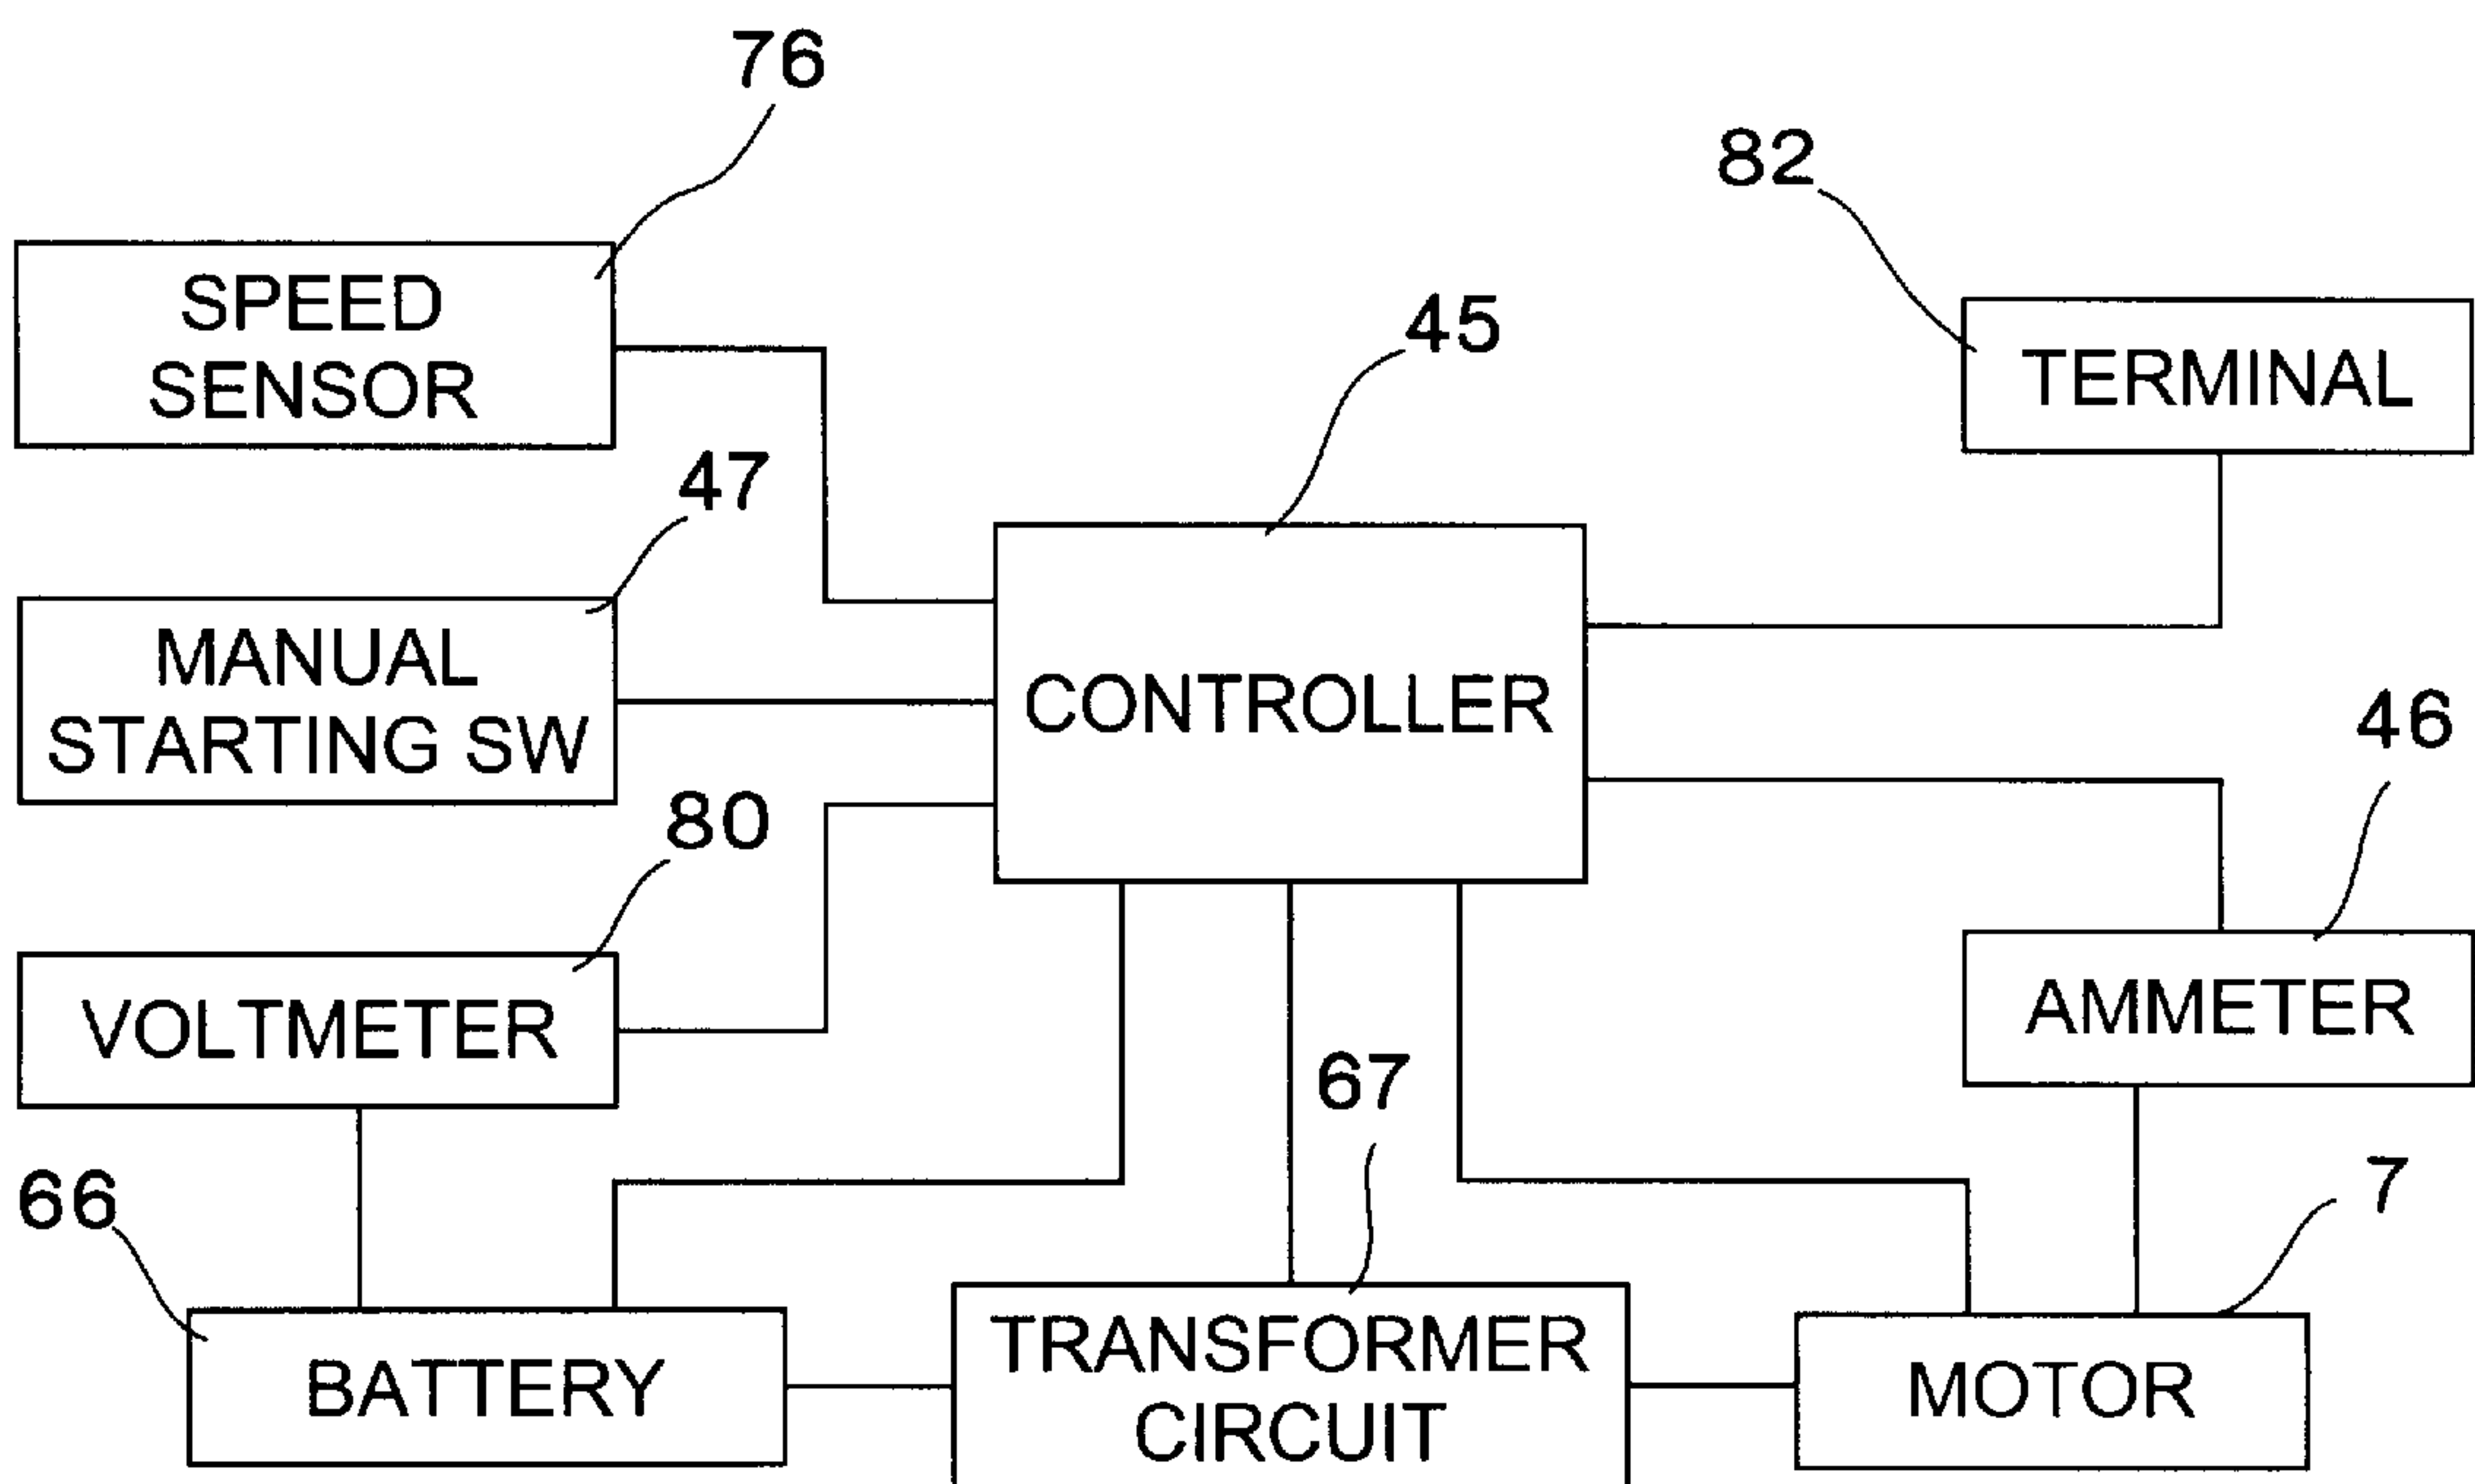 76
82
SPEED
SENSOR
45
TERMINAL
47
MANUAL
STARTING SW
CONTROLLER
46
80
VOLTMETER
AMMETER
67
66
7
BATTERY
TRANSFORMER
CIRCUIT
MOTOR